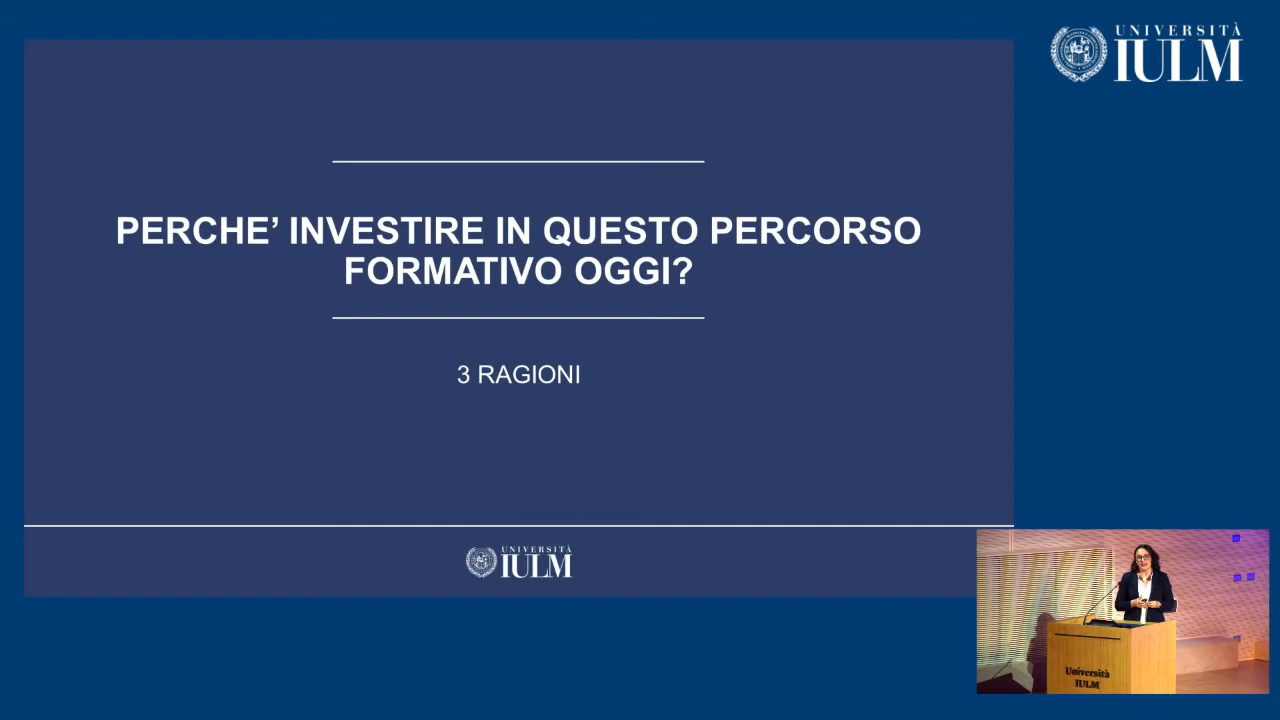 UNIVERSITÀ
IULM
PERCHE’ INVESTIRE IN QUESTO PERCORSO
FORMATIVO OGGI?
3 RAGIONI
UNIVERSITÀ
IULM
Università
IULM